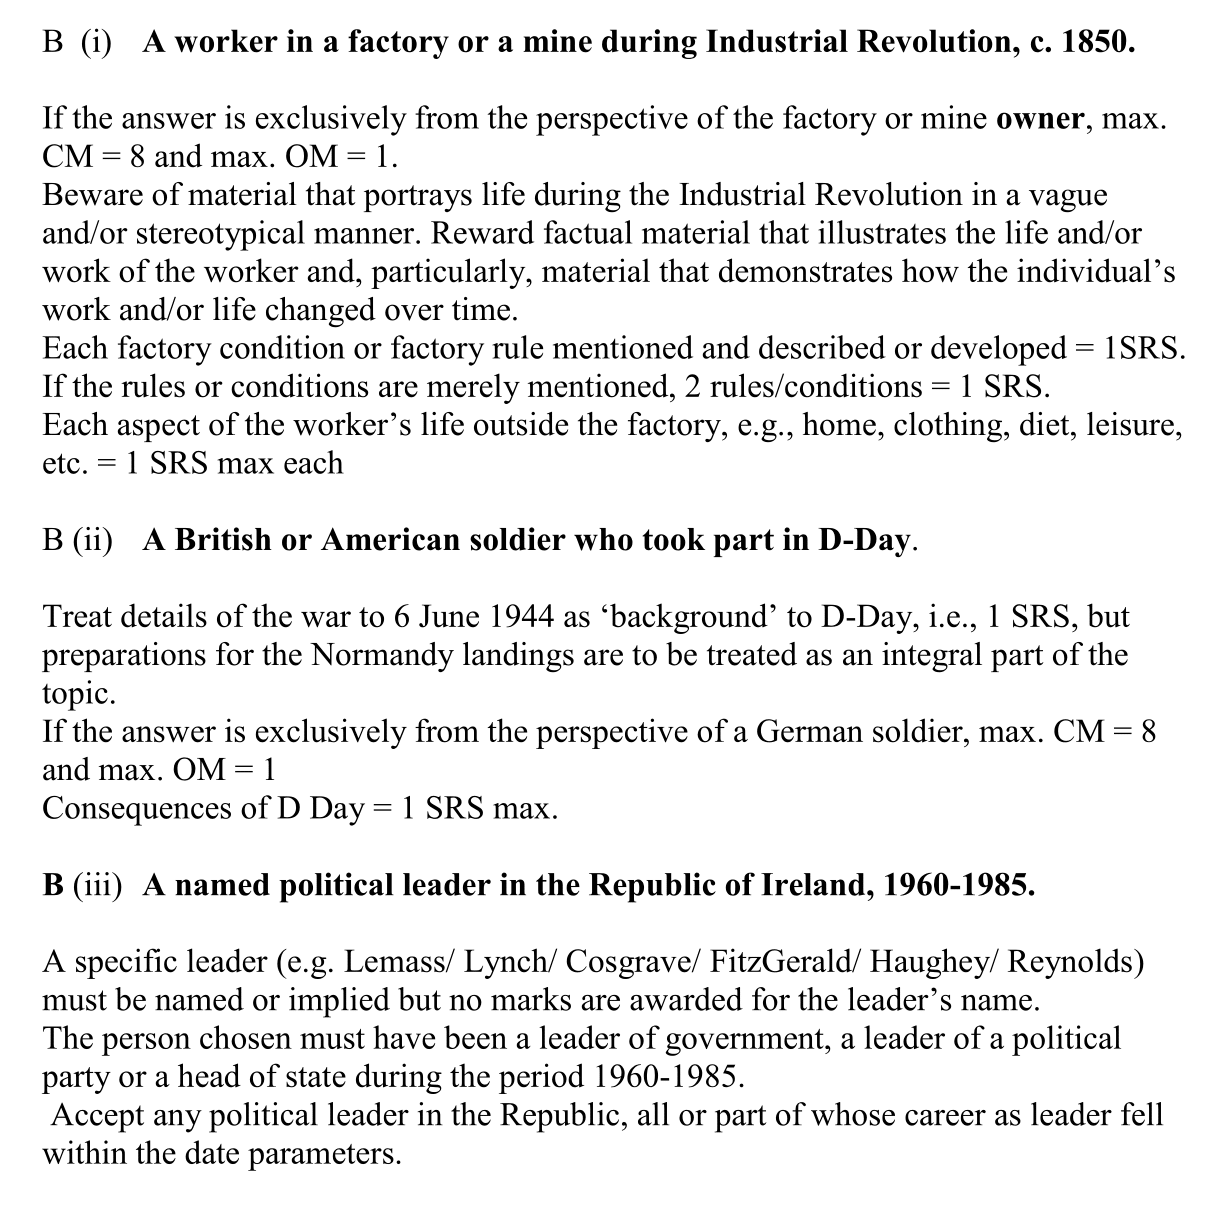 B (i) A worker in a factory or a mine during Industrial Revolution, c. 1850.
If the answer is exclusively from the perspective of the factory or mine owner, max.
CM = 8 and max. OM = 1.
Beware of material that portrays life during the Industrial Revolution in a vague
and/or stereotypical manner. Reward factual material that illustrates the life and/or
work of the worker and, particularly, material that demonstrates how the individual’s
work and/or life changed over time.
Each factory condition or factory rule mentioned and described or developed = 1SRS.
If the rules or conditions are merely mentioned, 2 rules/conditions = 1 SRS.
Each aspect of the worker’s life outside the factory, e.g., home, clothing, diet, leisure,
etc. = 1 SRS max each
B (ii) A British or American soldier who took part in D-Day.
Treat details of the war to 6 June 1944 as ‘background’ to D-Day, i.e., 1 SRS, but
preparations for the Normandy landings are to be treated as an integral part of the
topic.
If the answer is exclusively from the perspective of a German soldier, max. CM = 8
and max. OM = 1
Consequences of D Day = 1 SRS max.
B (iii) A named political leader in the Republic of Ireland, 1960-1985.
A specific leader (e.g. Lemass/ Lynch/ Cosgrave/ FitzGerald/ Haughey/ Reynolds)
must be named or implied but no marks are awarded for the leader’s name.
The person chosen must have been a leader of government, a leader of a political
party or a head of state during the period 1960-1985.
Accept any political leader in the Republic, all or part of whose career as leader fell
within the date parameters.